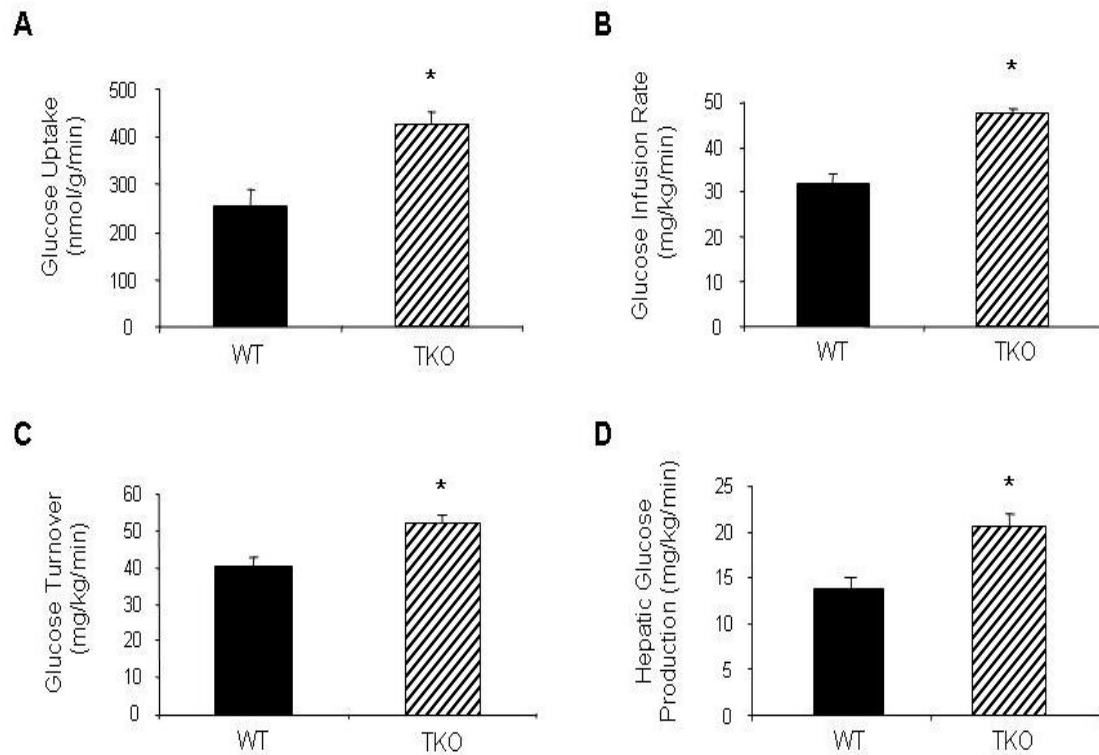 A
Glucose Uptake
(nmol/g/min)
500
400
300
200
100
0
*
WT
TKO
B
Glucose Infusion Rate
(mg/kg/min)
50
40
30
20
10
0
*
WT
TKO
C
Glucose Turnover
(mg/kg/min)
60
50
40
30
20
10
0
*
WT
TKO
D
Hepatic Glucose
Production (mg/kg/min)
25
20
15
10
5
0
*
WT
TKO